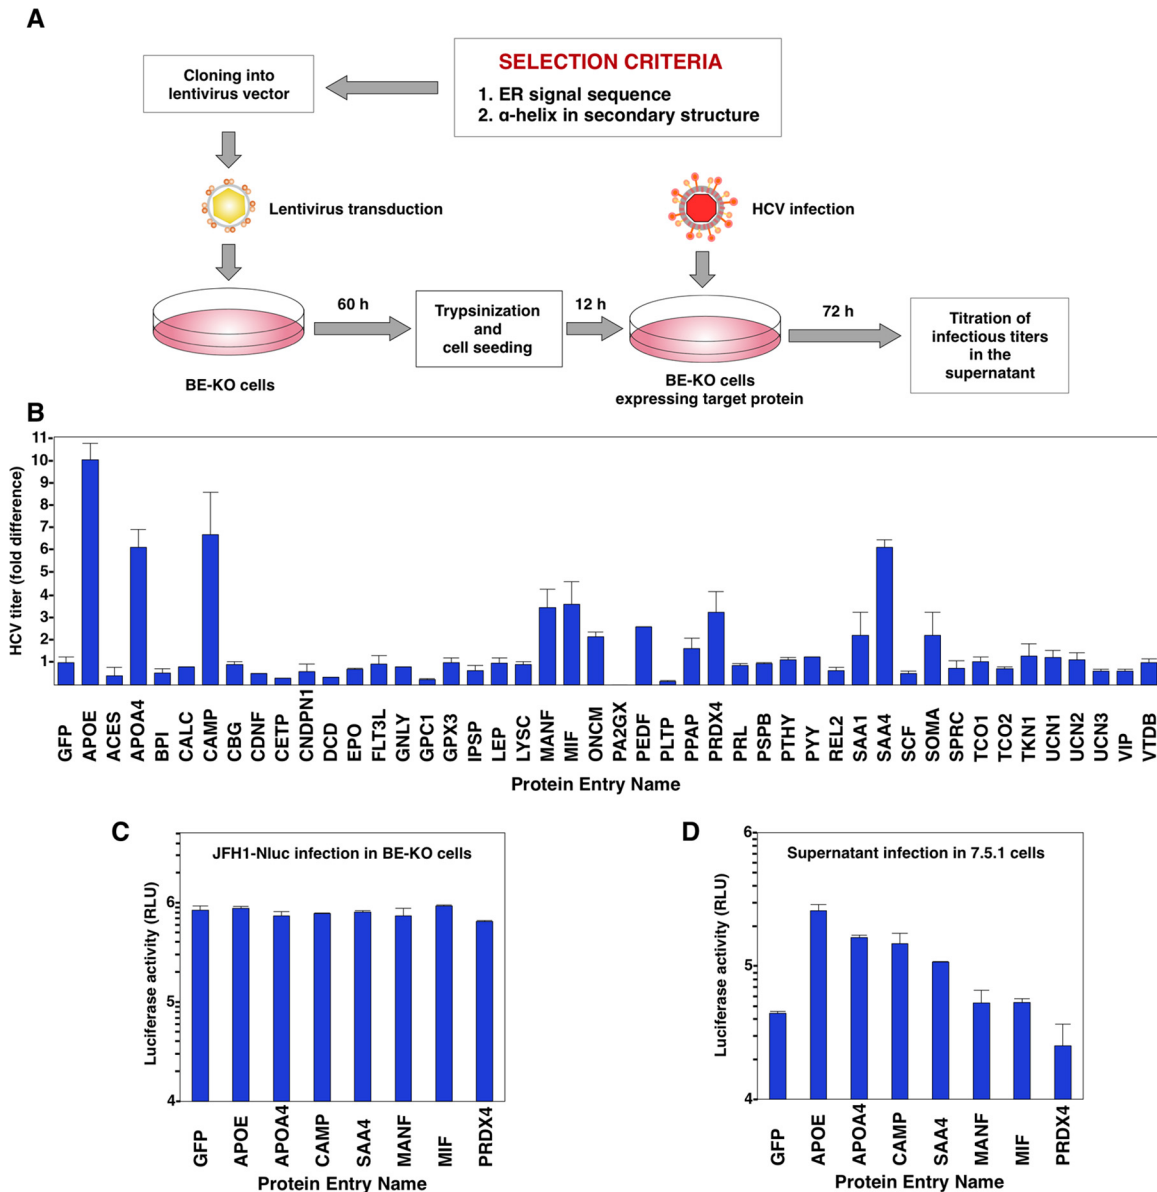 A
Cloning into
lentivirus vector
SELECTION CRITERIA
1. ER signal sequence
2. α-helix in secondary structure
Lentivirus transduction
HCV infection
60 h
Trypsinization
and
cell seeding
12 h
72 h
Titration of
infectious titers
in the
supernatant
BE-KO cells
BE-KO cells
expressing target protein
B
HCV titer (fold difference)
11
10
9
8
7
6
5
4
3
2
1
GFP
APOE
ACES
APOA4
BPI
CALC
CAMP
CBG
CDNF
CETP
CNDPN1
DCD
EPO
FLT3L
GNLY
GPC1
GPX3
IPSP
LEP
LYSC
MANF
MIF
ONCM
PA2GX
PEDF
PLTP
PPAP
PRDX4
PRL
PSPB
PTHY
PYY
REL2
SAA1
SAA4
SCF
SOMA
SPRC
TCO1
TCO2
TKN1
UCN1
UCN2
UCN3
VIP
VTDB
Protein Entry Name
C
JFH1-Nluc infection in BE-KO cells
Luciferase activity (RLU)
6
5
4
GFP
APOE
APOA4
CAMP
SAA4
MANF
MIF
PRDX4
Protein Entry Name
D
Supernatant infection in 7.5.1 cells
Luciferase activity (RLU)
6
5
4
GFP
APOE
APOA4
CAMP
SAA4
MANF
MIF
PRDX4
Protein Entry Name